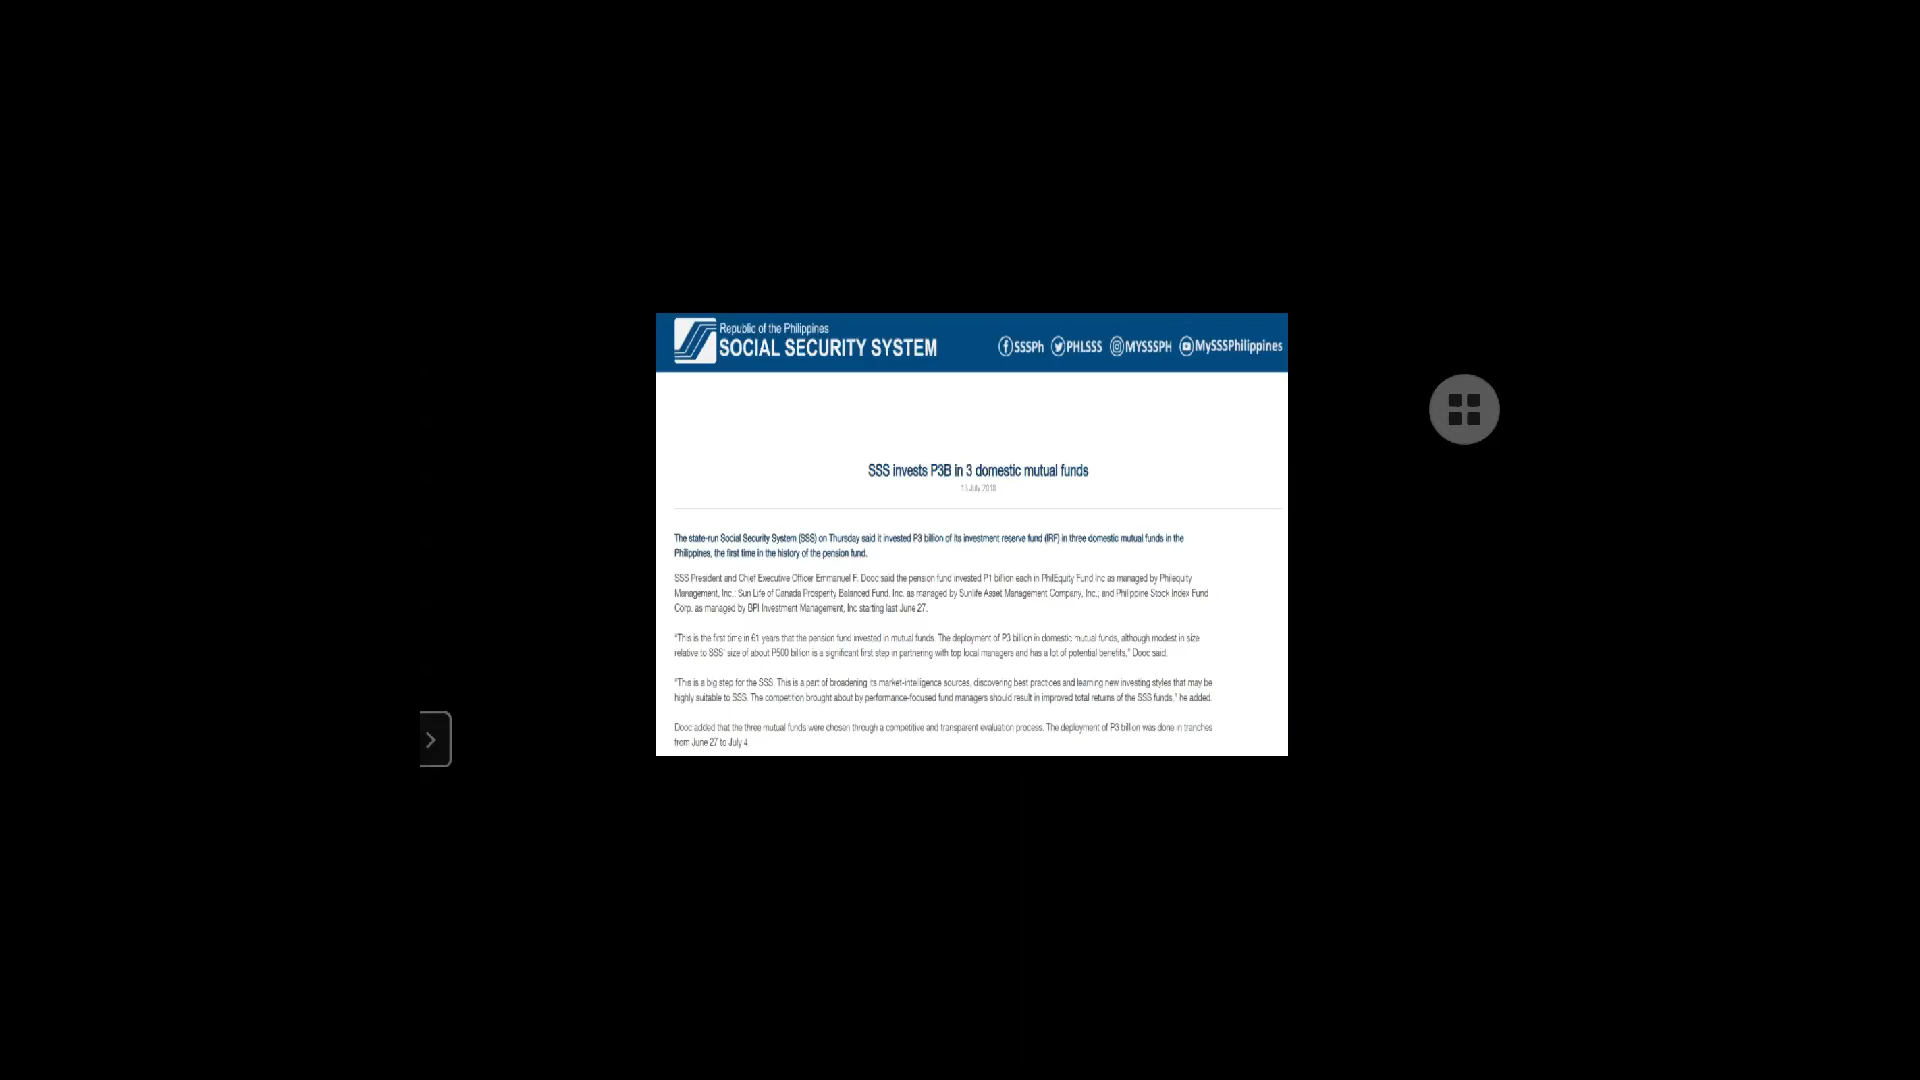 Republic of the Philippines
SOCIAL SECURITY SYSTEM
SSSPh PHLSSS MYSSSPH MySSSPhilippines
SSS invests P3B in 3 domestic mutual funds
13 July 2018
The state-run Social Security System (SSS) on Thursday said it invested P3 billion of its investment reserve fund (IRF) in three domestic mutual funds in the
Philippines, the first time in the history of the pension fund.
SSS President and Chief Executive Officer Emmanuel F. Dooc said the pension fund invested P1 billion each in PhilEquity Fund Inc as managed by Philequity
Management, Inc.; Sun Life of Canada Prosperity Balanced Fund, Inc. as managed by Sunlife Asset Management Company, Inc.; and Philippine Stock Index Fund
Corp. as managed by BPI Investment Management, Inc starting last June 27.
"This is the first time in 61 years that the pension fund invested in mutual funds. The deployment of P3 billion in domestic mutual funds, although modest in size
relative to SSS' size of about P500 billion is a significant first step in partnering with top local managers and has a lot of potential benefits," Dooc said.
"This is a big step for the SSS. This is a part of broadening its market-intelligence sources, discovering best practices and learning new investing styles that may be
highly suitable to SSS. The competition brought about by performance-focused fund managers should result in improved total returns of the SSS funds," he added.
Dooc added that the three mutual funds were chosen through a competitive and transparent evaluation process. The deployment of P3 billion was done in tranches
from June 27 to July 4